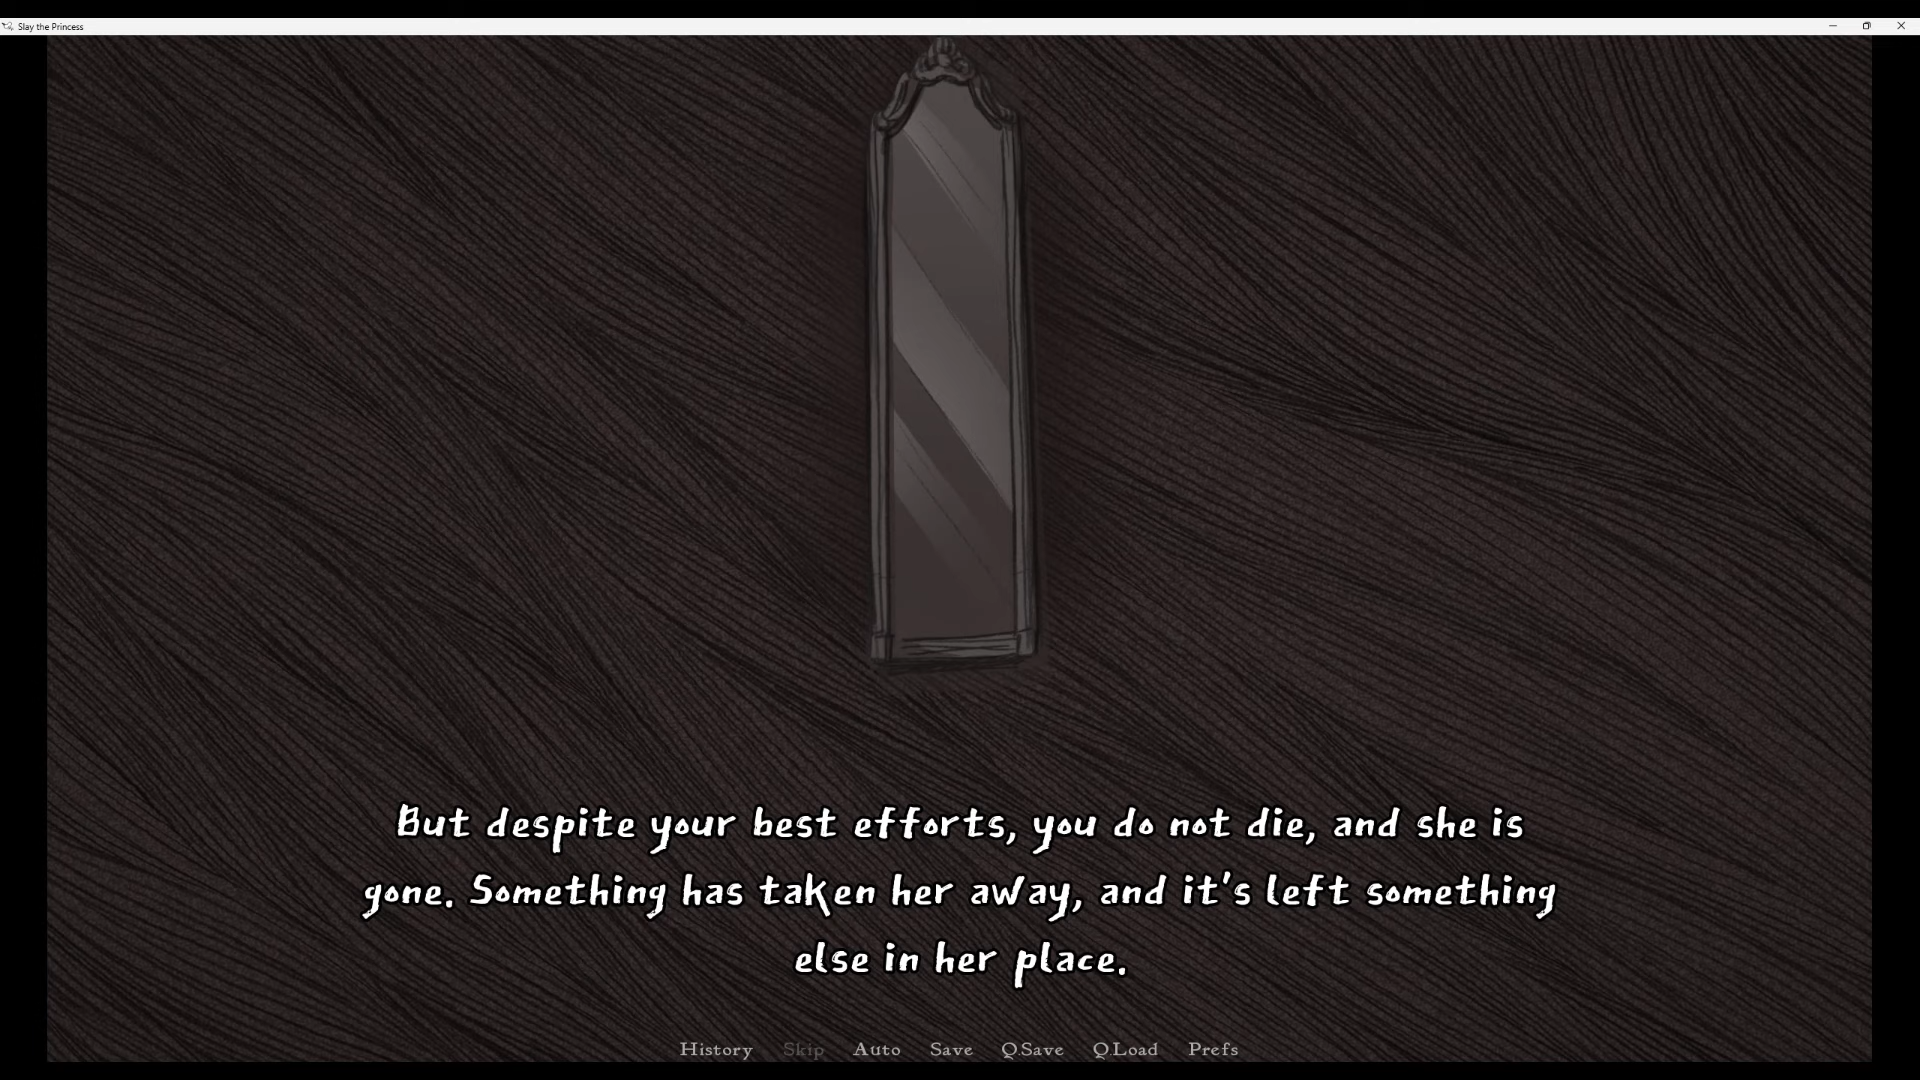 Slay the Princess
But despite your best efforts, you do not die, and she is
gone. Something has taken her away, and it's left something
else in her place.
History Skip Auto Save Q.Save Q.Load Prefs